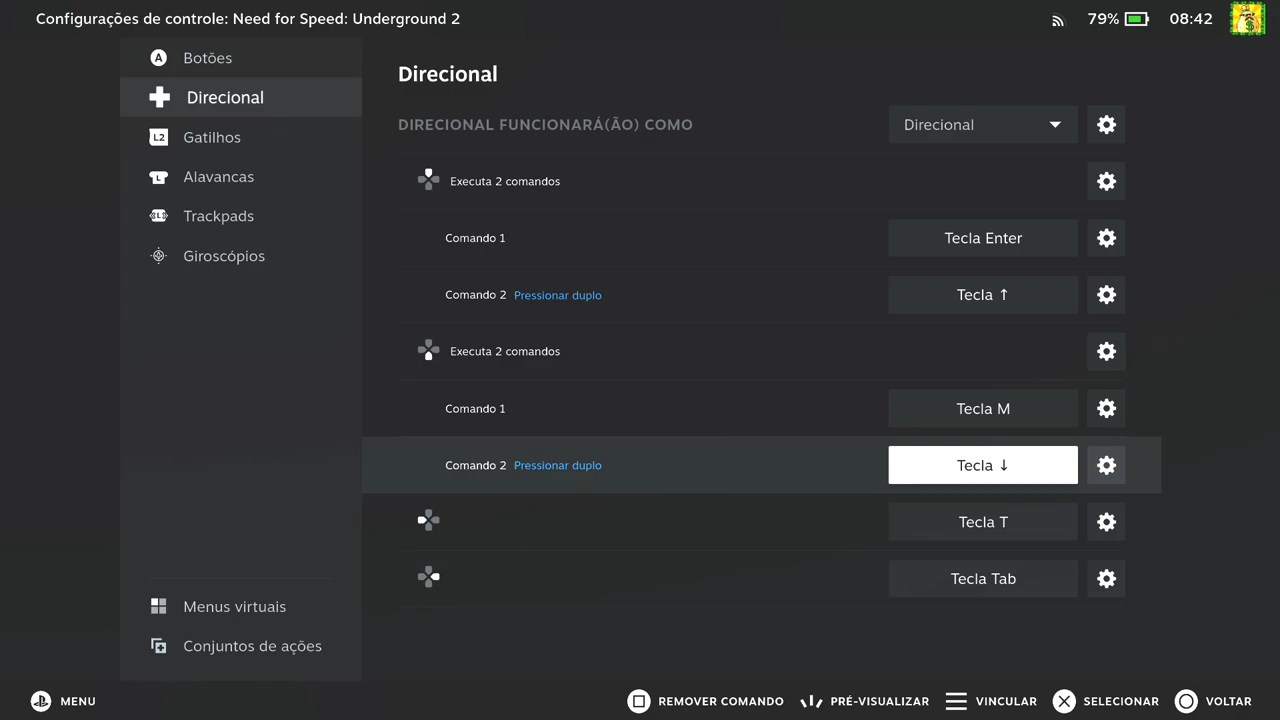 Configurações de controle: Need for Speed: Underground 2
79%
08:42
A Botões
Direcional
L2 Gatilhos
L Alavancas
Trackpads
Giroscópios
Menus virtuais
Conjuntos de ações
Direcional
DIRECIONAL FUNCIONARÁ(ÃO) COMO
Direcional
Executa 2 comandos
Comando 1
Tecla Enter
Comando 2 Pressionar duplo
Tecla ↑
Executa 2 comandos
Comando 1
Tecla M
Comando 2 Pressionar duplo
Tecla ↓
Tecla T
Tecla Tab
MENU
REMOVER COMANDO
PRÉ-VISUALIZAR
VINCULAR
SELECIONAR
VOLTAR